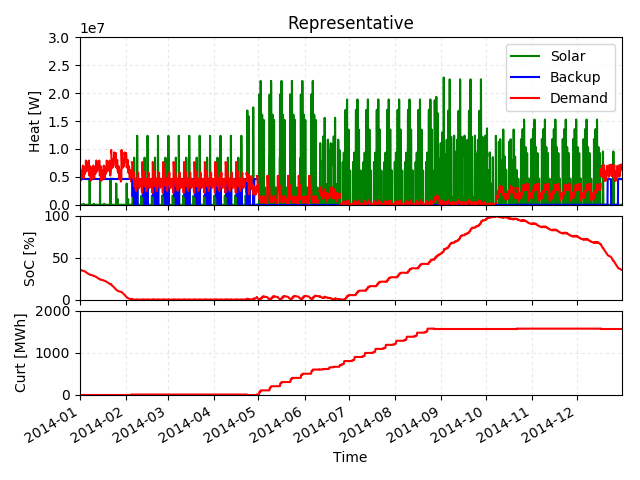 Representative
1e7
3.0
2.5
2.0
1.5
1.0
0.5
0.0
Heat [W]
Solar
Backup
Demand
100
50
0
SoC [%]
2000
1000
0
Curt [MWh]
2014-01
2014-02
2014-03
2014-04
2014-05
2014-06
2014-07
2014-08
2014-09
2014-10
2014-11
2014-12
Time